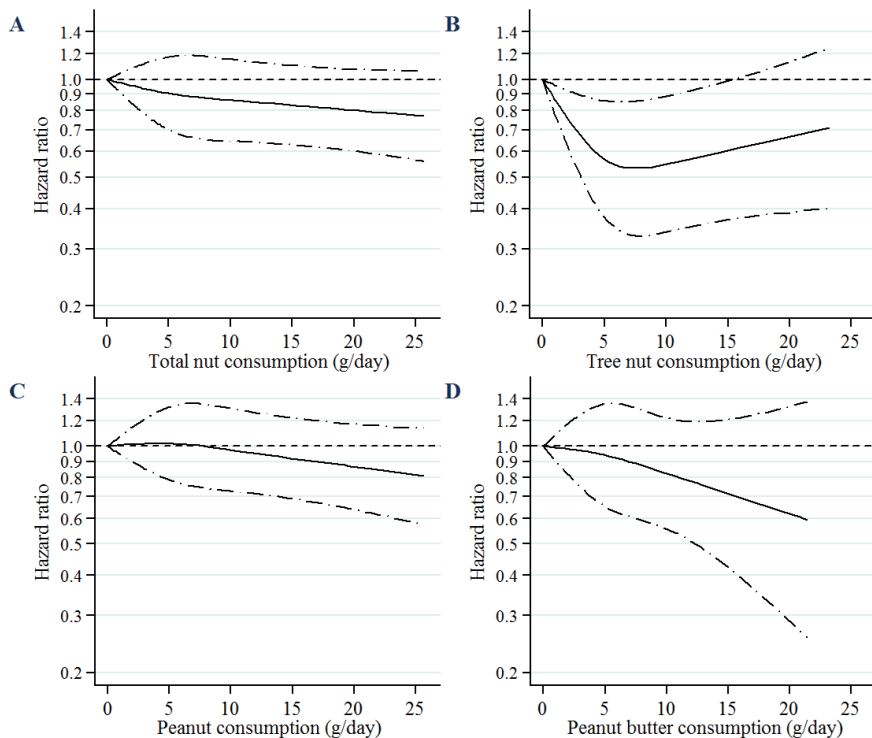 A
Hazard ratio
1.4
1.2
1.0
0.9
0.8
0.7
0.6
0.5
0.4
0.3
0.2
0 5 10 15 20 25
Total nut consumption (g/day)
B
Hazard ratio
1.4
1.2
1.0
0.9
0.8
0.7
0.6
0.5
0.4
0.3
0.2
0 5 10 15 20 25
Tree nut consumption (g/day)
C
Hazard ratio
1.4
1.2
1.0
0.9
0.8
0.7
0.6
0.5
0.4
0.3
0.2
0 5 10 15 20 25
Peanut consumption (g/day)
D
Hazard ratio
1.4
1.2
1.0
0.9
0.8
0.7
0.6
0.5
0.4
0.3
0.2
0 5 10 15 20 25
Peanut butter consumption (g/day)